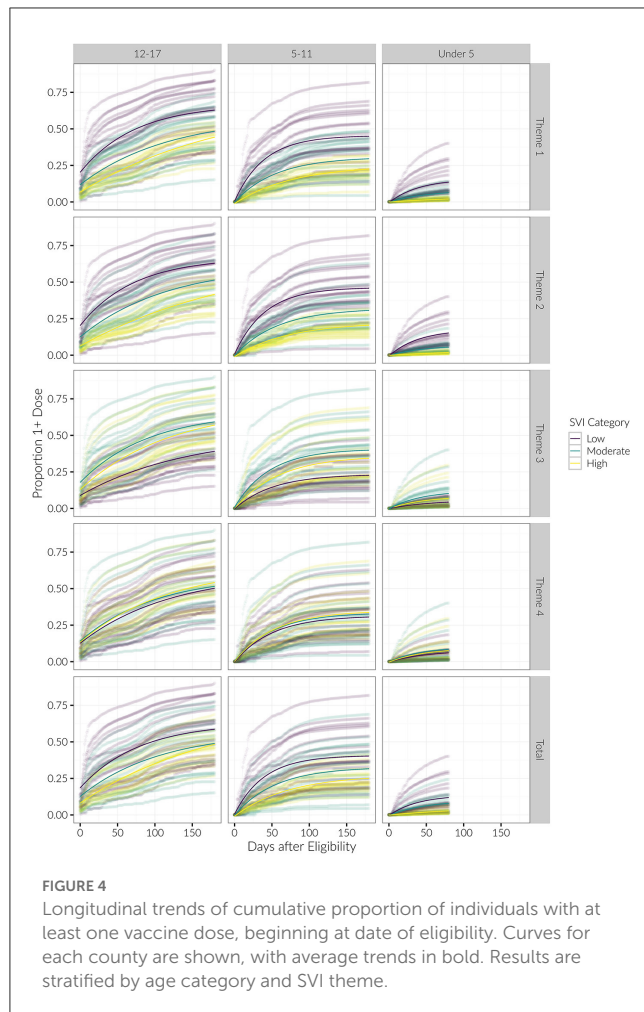 12-17 5-11 Under 5
0.75
0.50
0.25
0.00
Theme 1
0.75
0.50
0.25
0.00
Theme 2
0.75
0.50
0.25
0.00
Theme 3
0.75
0.50
0.25
0.00
Theme 4
0.75
0.50
0.25
0.00
Total
Proportion 1+ Dose
0 50 100 150 0 50 100 150 0 50 100 150
Days after Eligibility
SVI Category
Low
Moderate
High
FIGURE 4
Longitudinal trends of cumulative proportion of individuals with at
least one vaccine dose, beginning at date of eligibility. Curves for
each county are shown, with average trends in bold. Results are
stratified by age category and SVI theme.